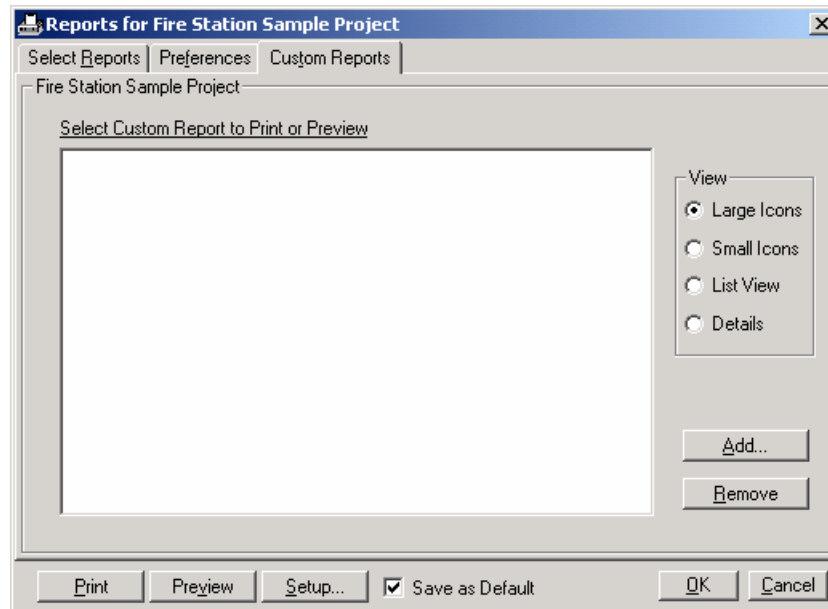 Reports for Fire Station Sample Project
Select Reports Preferences Custom Reports
Fire Station Sample Project
Select Custom Report to Print or Preview
View
Large Icons
Small Icons
List View
Details
Add...
Remove
Print Preview Setup... Save as Default OK Cancel